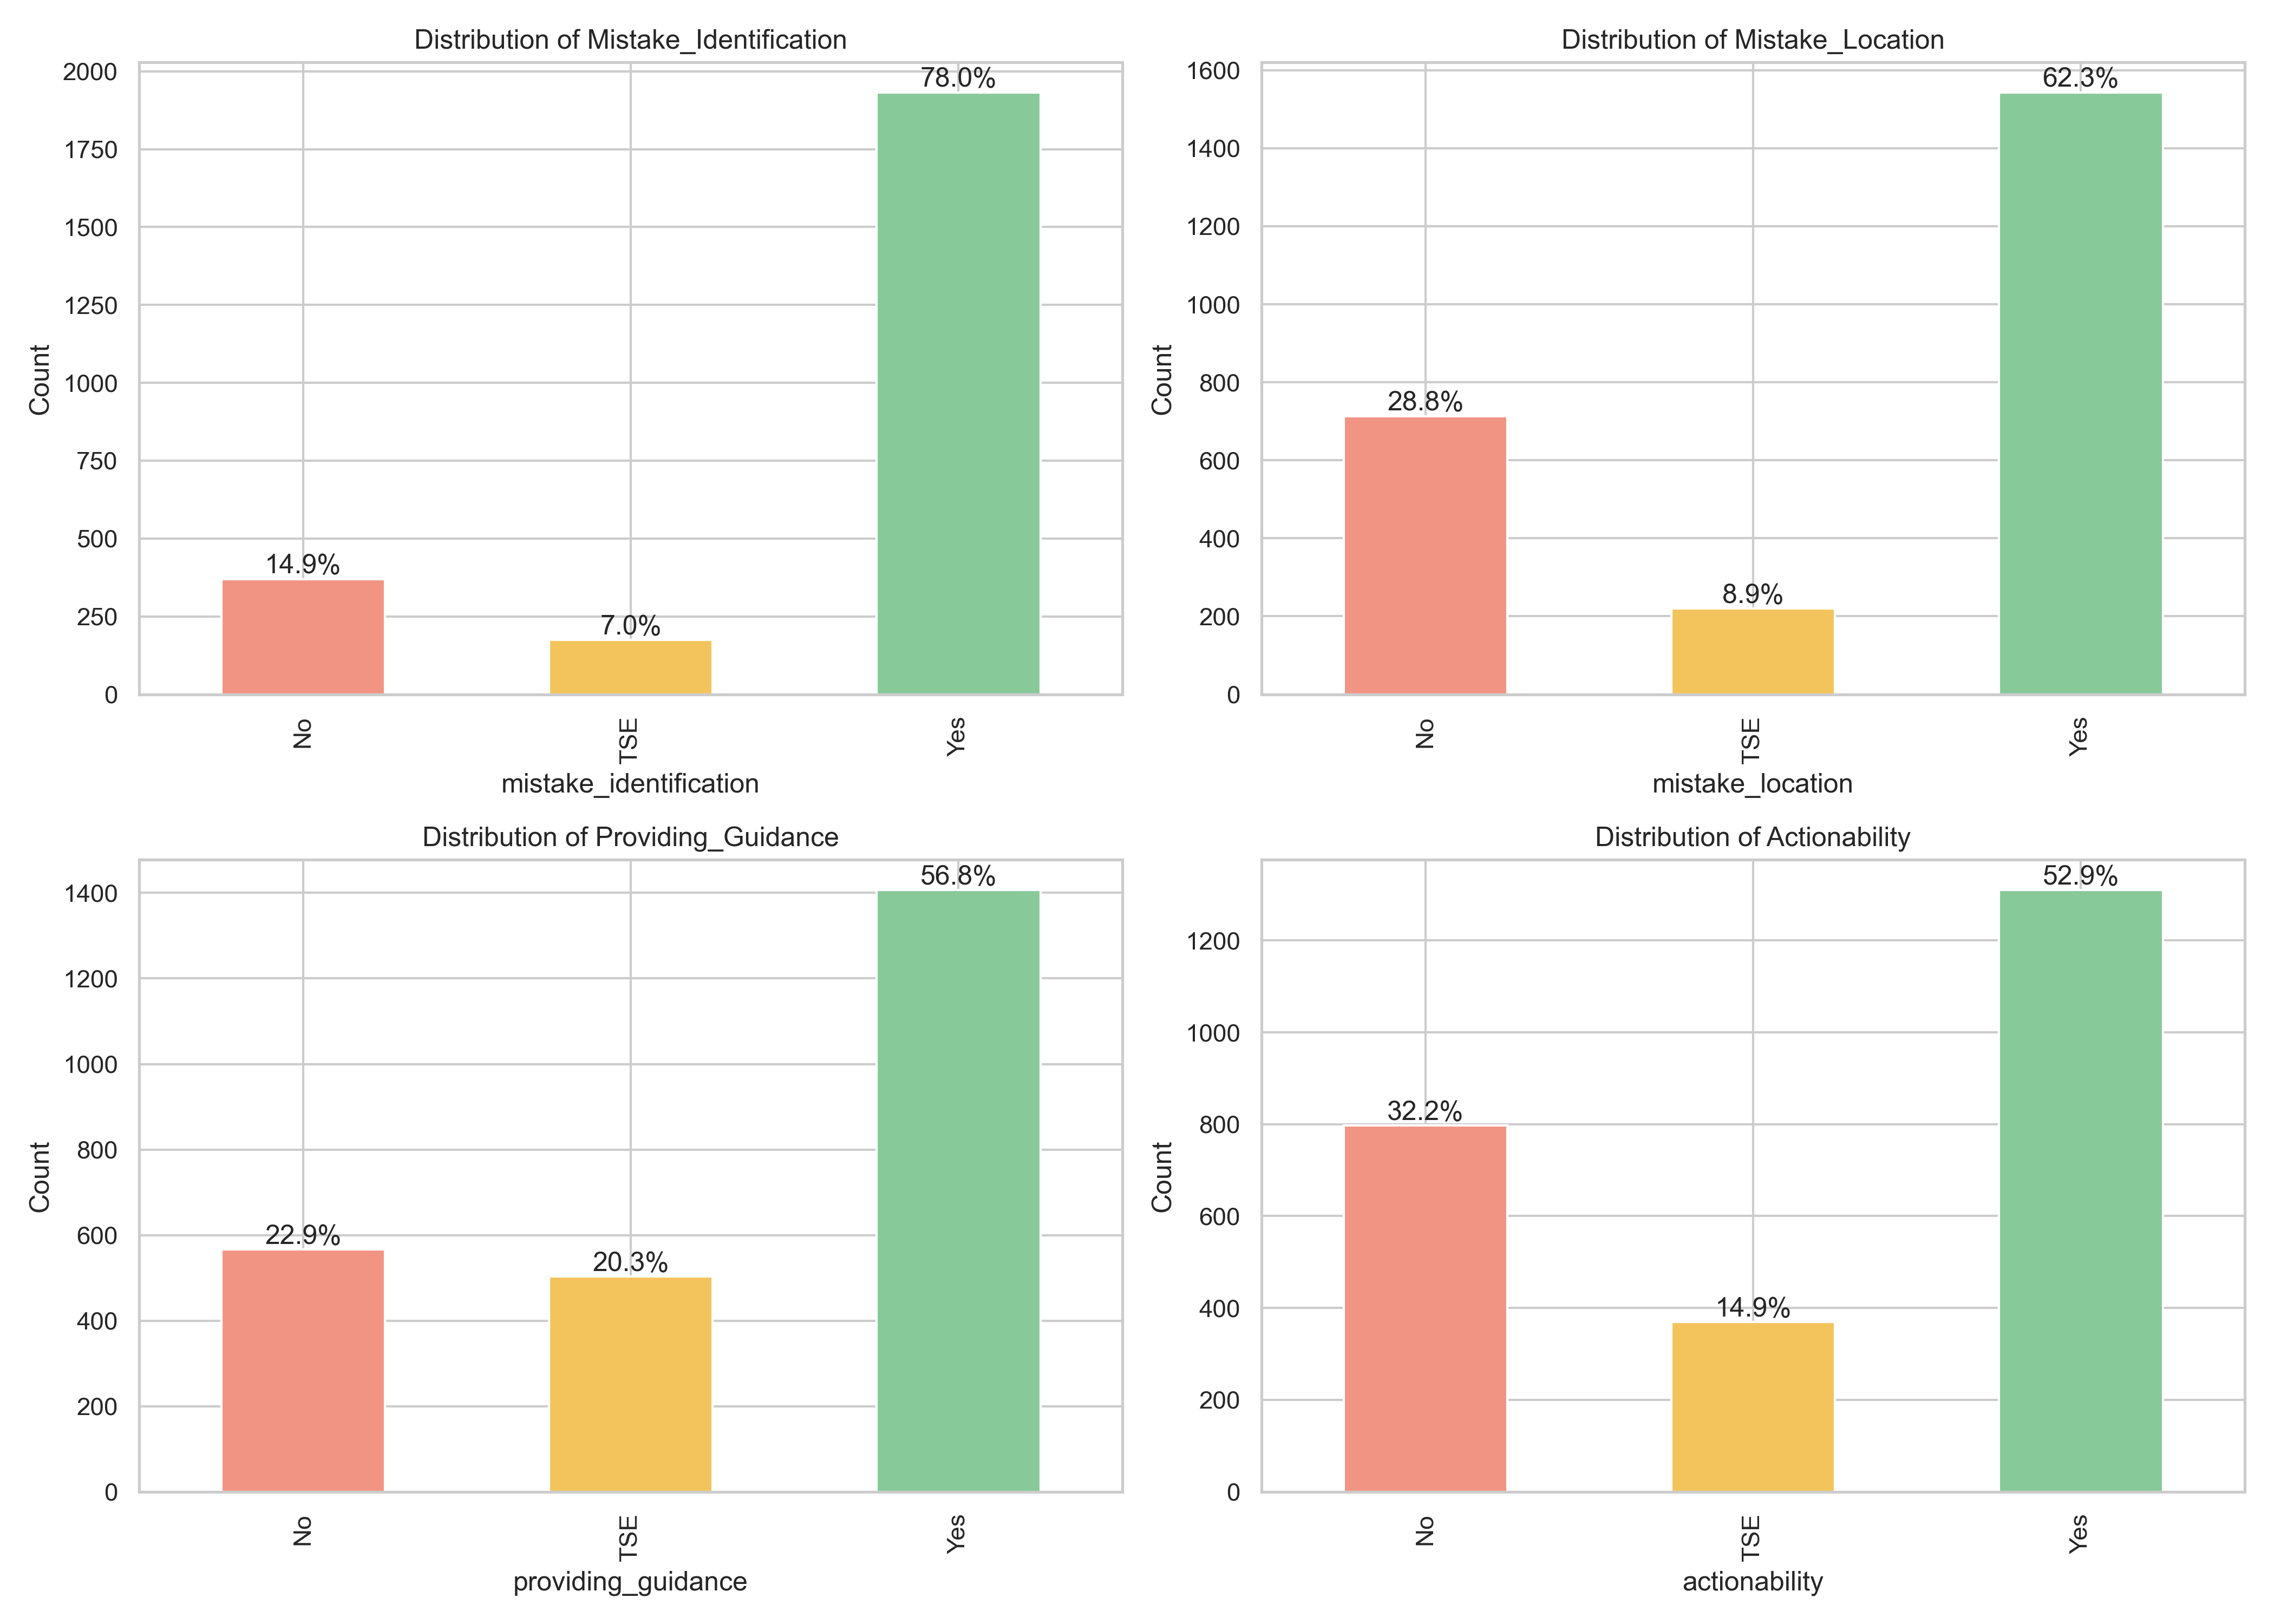 Distribution of Mistake_Identification
2000
1750
1500
1250
1000
750
500
250
0
Count
14.9%
7.0%
78.0%
No
TSE
Yes
mistake_identification
Distribution of Mistake_Location
1600
1400
1200
1000
800
600
400
200
0
Count
28.8%
8.9%
62.3%
No
TSE
Yes
mistake_location
Distribution of Providing_Guidance
1400
1200
1000
800
600
400
200
0
Count
22.9%
20.3%
56.8%
No
TSE
Yes
providing_guidance
Distribution of Actionability
1200
1000
800
600
400
200
0
Count
32.2%
14.9%
52.9%
No
TSE
Yes
actionability